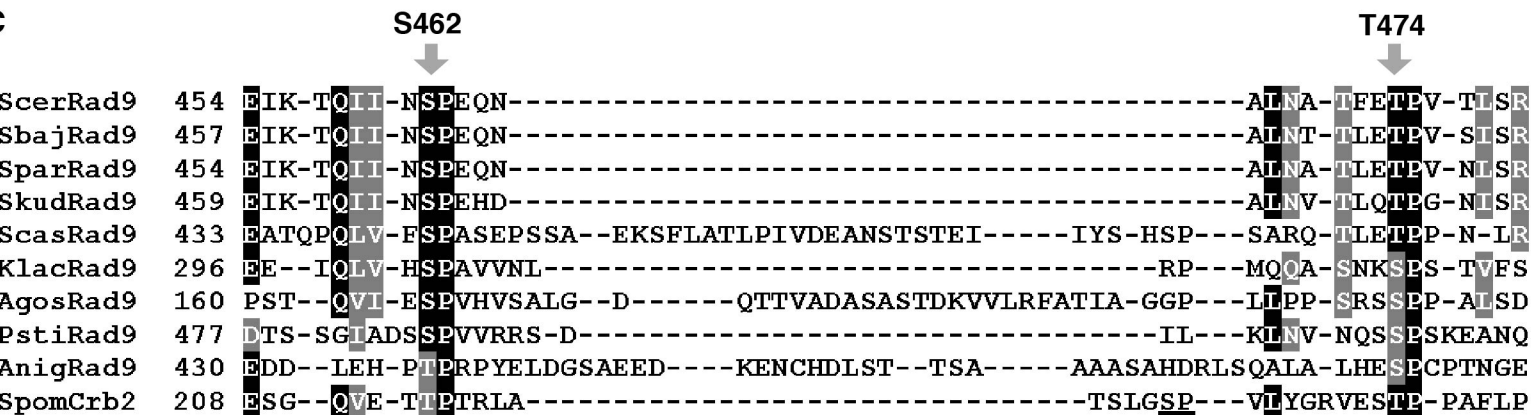 C
S462 T474
ScerRad9 454 EIK-TQII-NSPEQN-------------------------------------------ALNA-TFETPV-TLSR
SbajRad9 457 EIK-TQII-NSPEQN-------------------------------------------ALNT-TLETPV-SISR
SparRad9 454 EIK-TQII-NSPEQN-------------------------------------------ALNA-TLETPV-NLSR
SkudRad9 459 EIK-TQII-NSPEHD-------------------------------------------ALNV-TLQTPG-NISR
ScasRad9 433 EATQPQLV-FSPASEPSSA--EKSFLATLPIVDEANSTSTEI-----IYS-HSP---SARQ-TLETPP-N-LR
KlacRad9 296 EE--IQLV-HSPAVVNL------------------------------------RP---MQQA-SNKSPS-TVFS
AgosRad9 160 PST--QVI-ESPVHVSALG--D------QTTVADASASTDKVVLRFATIA-GGP---LLPP-SRSSPP-ALSD
PstiRad9 477 DTS-SGIADSSPVVRRS-D----------------------------------IL---KLNV-NQSSPSKEANQ
AnigRad9 430 EDD--LEH-PTPRPYELDGSAEED----KENCHDLST--TSA-----AAASAHDRLSQALA-LHESPCPTNGE
SpomCrb2 208 ESG--QVE-TTPTRLA---------------------------------TSLGSP---VLYGRVESTP-PAFLP